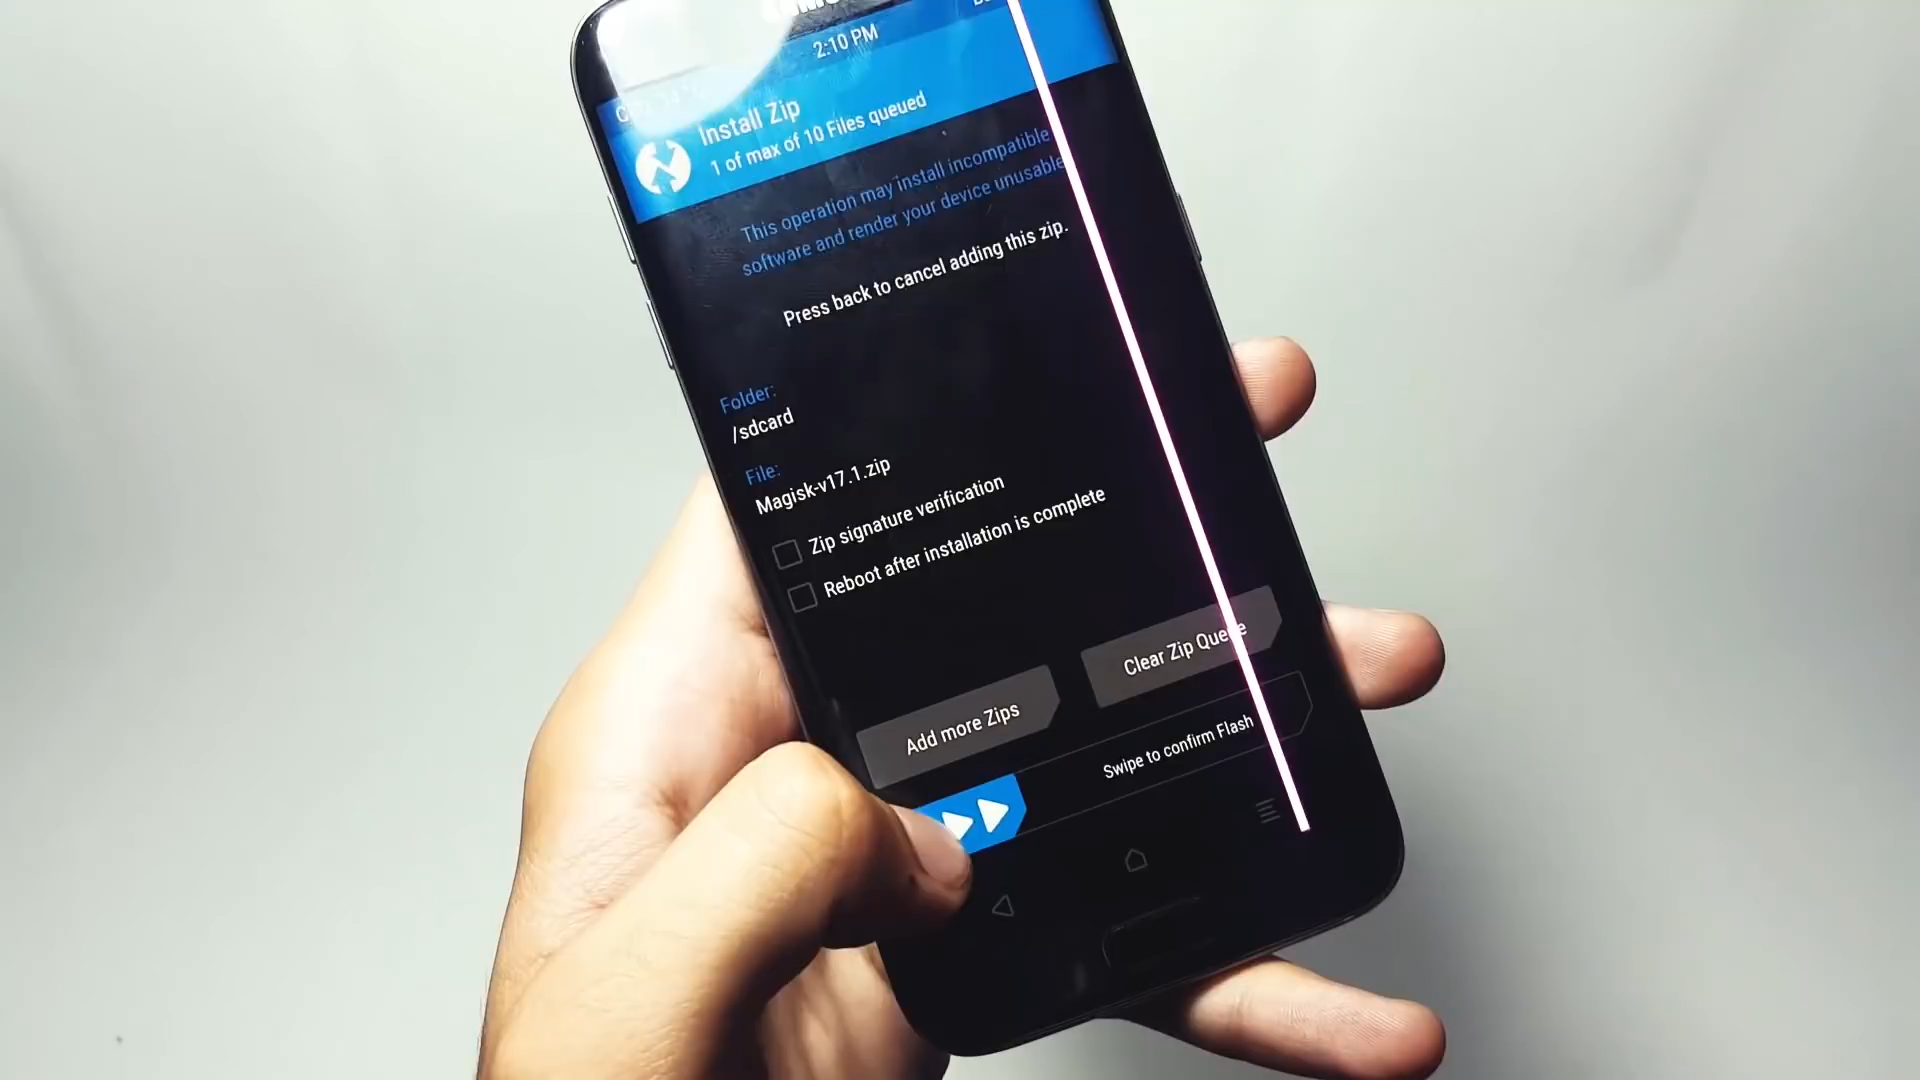 2:10 PM
Install Zip
1 of max of 10 Files queued
This operation may install incompatible
software and render your device unusable
Press back to cancel adding this zip.
Folder:
/sdcard
File:
Magisk-v17.1.zip
Zip signature verification
Reboot after installation is complete
Clear Zip Queue
Add more Zips
Swipe to confirm Flash